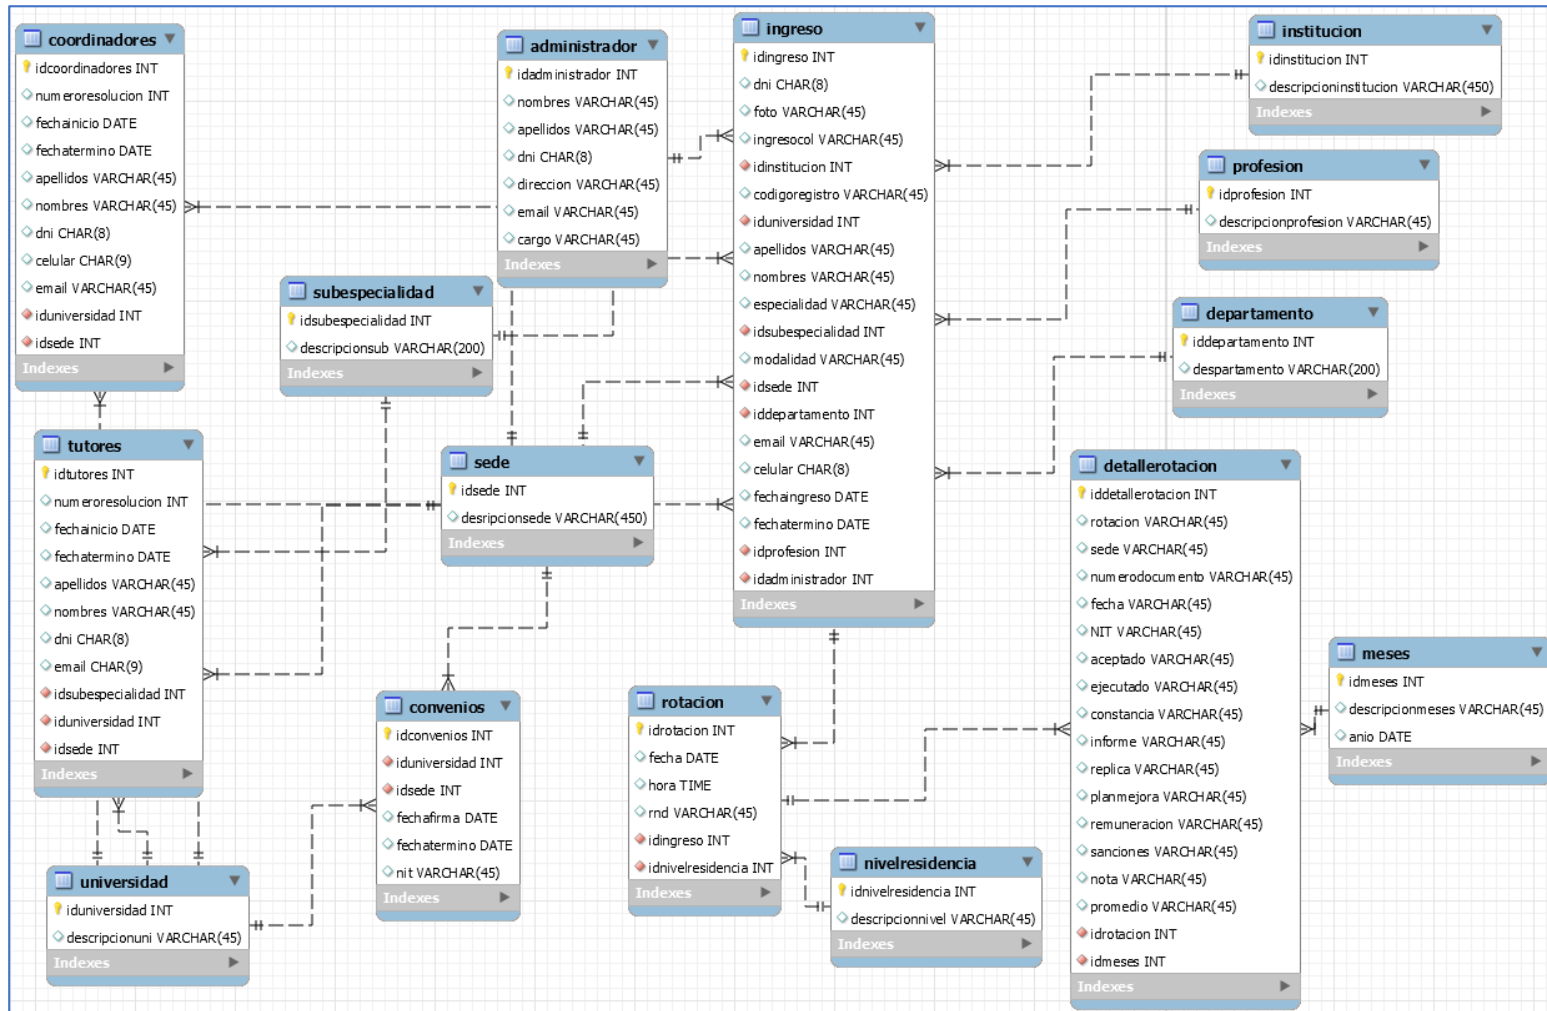 coordinadores
idcoordinadores INT
numeroresolucion INT
fechainicio DATE
fechatermino DATE
apellidos VARCHAR(45)
nombres VARCHAR(45)
dni CHAR(8)
celular CHAR(9)
email VARCHAR(45)
iduniversidad INT
idsede INT
Indexes
administrador
idadministrador INT
nombres VARCHAR(45)
apellidos VARCHAR(45)
dni CHAR(8)
direccion VARCHAR(45)
email VARCHAR(45)
cargo VARCHAR(45)
Indexes
ingreso
idingreso INT
dni CHAR(8)
foto VARCHAR(45)
ingresocol VARCHAR(45)
idinstitucion INT
codigoregistro VARCHAR(45)
iduniversidad INT
apellidos VARCHAR(45)
nombres VARCHAR(45)
especialidad VARCHAR(45)
idsubespecialidad INT
modalidad VARCHAR(45)
idsede INT
iddepartamento INT
email VARCHAR(45)
celular CHAR(8)
fechaingreso DATE
fechatermino DATE
idprofesion INT
idadministrador INT
Indexes
institucion
idinstitucion INT
descripcioninstitucion VARCHAR(450)
Indexes
profesion
idprofesion INT
descripcionprofesion VARCHAR(45)
Indexes
subespecialidad
idsubespecialidad INT
descripcionsub VARCHAR(200)
Indexes
departamento
iddepartamento INT
despartamento VARCHAR(200)
Indexes
tutores
idtutores INT
numeroresolucion INT
fechainicio DATE
fechatermino DATE
apellidos VARCHAR(45)
nombres VARCHAR(45)
dni CHAR(8)
email CHAR(9)
idsubespecialidad INT
iduniversidad INT
idsede INT
Indexes
sede
idsede INT
desripcionsede VARCHAR(450)
Indexes
detallerotacion
iddetallerotacion INT
rotacion VARCHAR(45)
sede VARCHAR(45)
numerodocumento VARCHAR(45)
fecha VARCHAR(45)
NIT VARCHAR(45)
aceptado VARCHAR(45)
ejecutado VARCHAR(45)
constancia VARCHAR(45)
informe VARCHAR(45)
replica VARCHAR(45)
planmejora VARCHAR(45)
remuneracion VARCHAR(45)
sanciones VARCHAR(45)
nota VARCHAR(45)
promedio VARCHAR(45)
idrotacion INT
idmeses INT
Indexes
meses
idmeses INT
descripcionmeses VARCHAR(45)
anio DATE
Indexes
convenios
idconvenios INT
iduniversidad INT
idsede INT
fechafirma DATE
fechatermino DATE
nit VARCHAR(45)
Indexes
rotacion
idrotacion INT
fecha DATE
hora TIME
rnd VARCHAR(45)
idingreso INT
idnivelresidencia INT
Indexes
nivelresidencia
idnivelresidencia INT
descripcionnivel VARCHAR(45)
Indexes
universidad
iduniversidad INT
descripcionuni VARCHAR(45)
Indexes